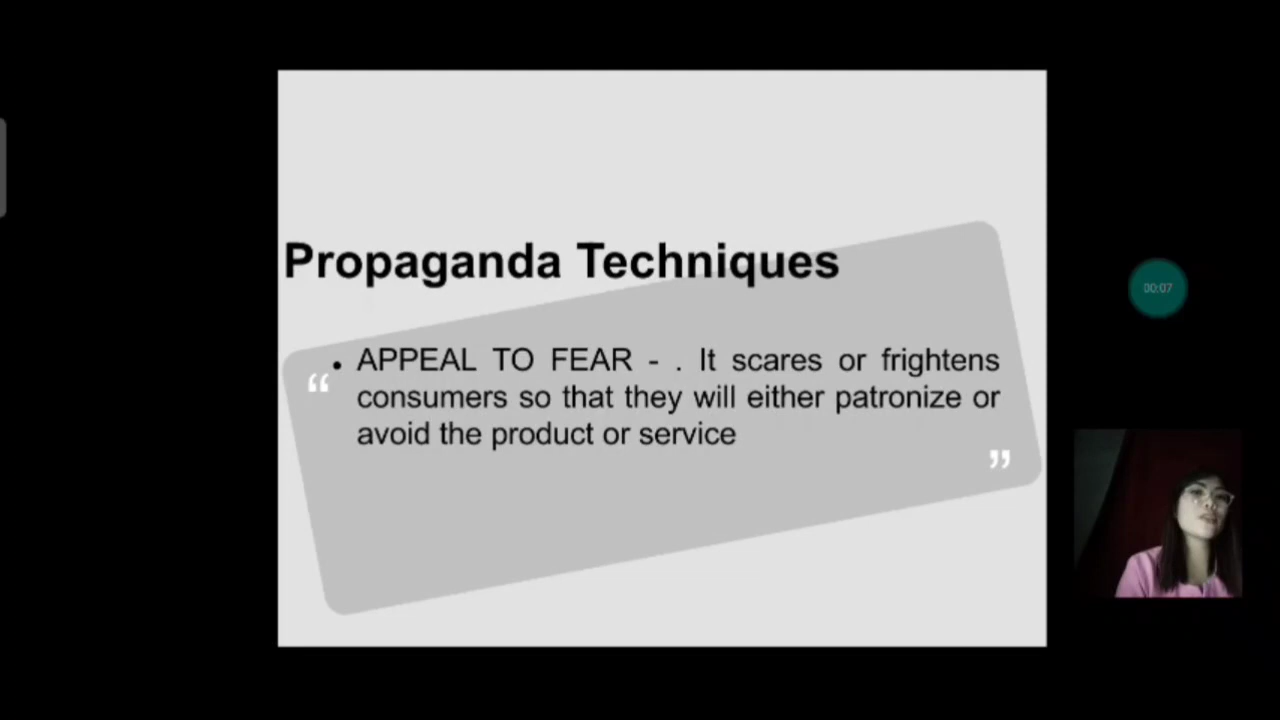 Propaganda Techniques
“
• APPEAL TO FEAR - . It scares or frightens
consumers so that they will either patronize or
avoid the product or service
”
00:07